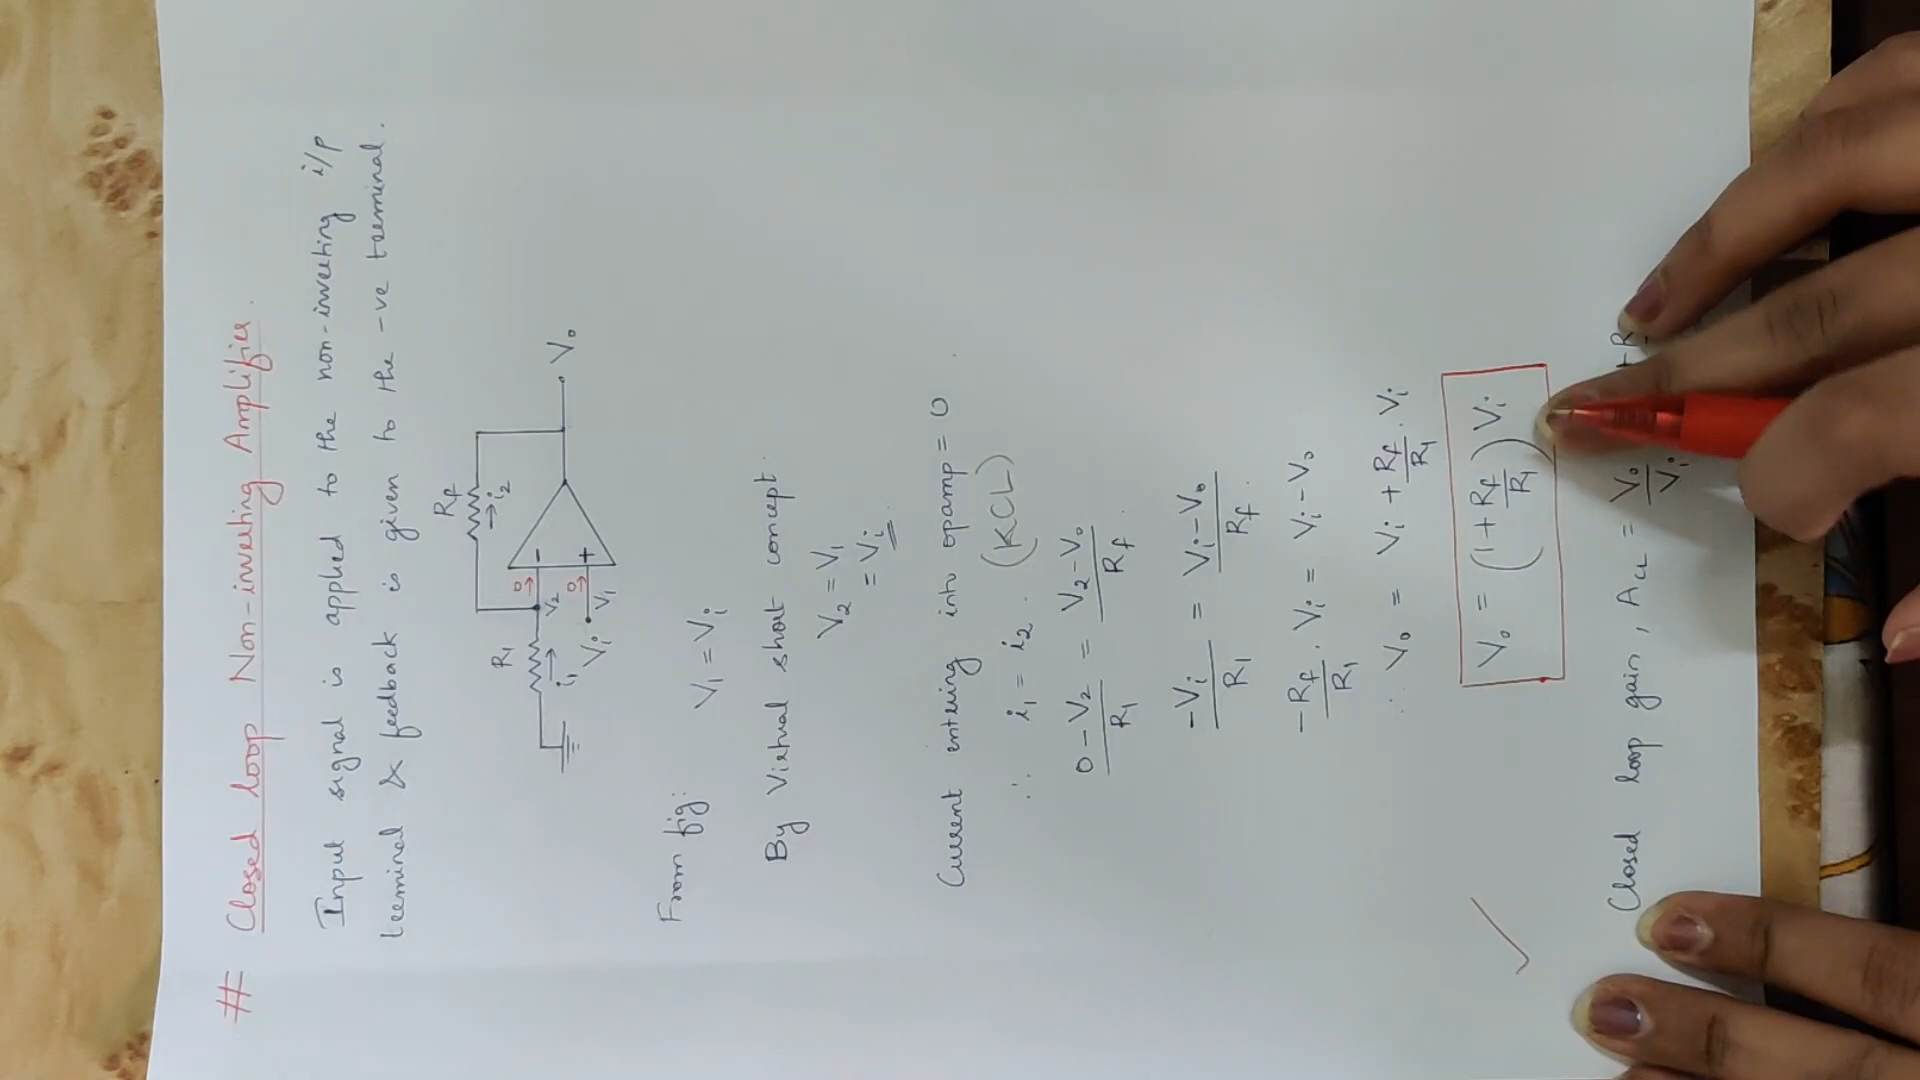 # Closed loop Non-inverting Amplifier.
Input signal is applied to the non-inverting i/p
terminal & feedback is given to the -ve terminal.
Rf
→ i2
R1
i1 →
0 →
-
V2
0 →
+
Vi
V1
Vo
From fig:
V1 = Vi
By Virtual short concept.
V2 = V1
= Vi
Current entering into opamp = 0
∴ i1 = i2. (KCL)
(0 - V2)/R1 = (V2 - Vo)/Rf.
-Vi/R1 = (Vi - Vo)/Rf.
-Rf/R1 . Vi = Vi - Vo
∴ Vo = Vi + Rf/R1 . Vi
Vo = (1 + Rf/R1) Vi
Closed loop gain, ACL = Vo/Vi + R